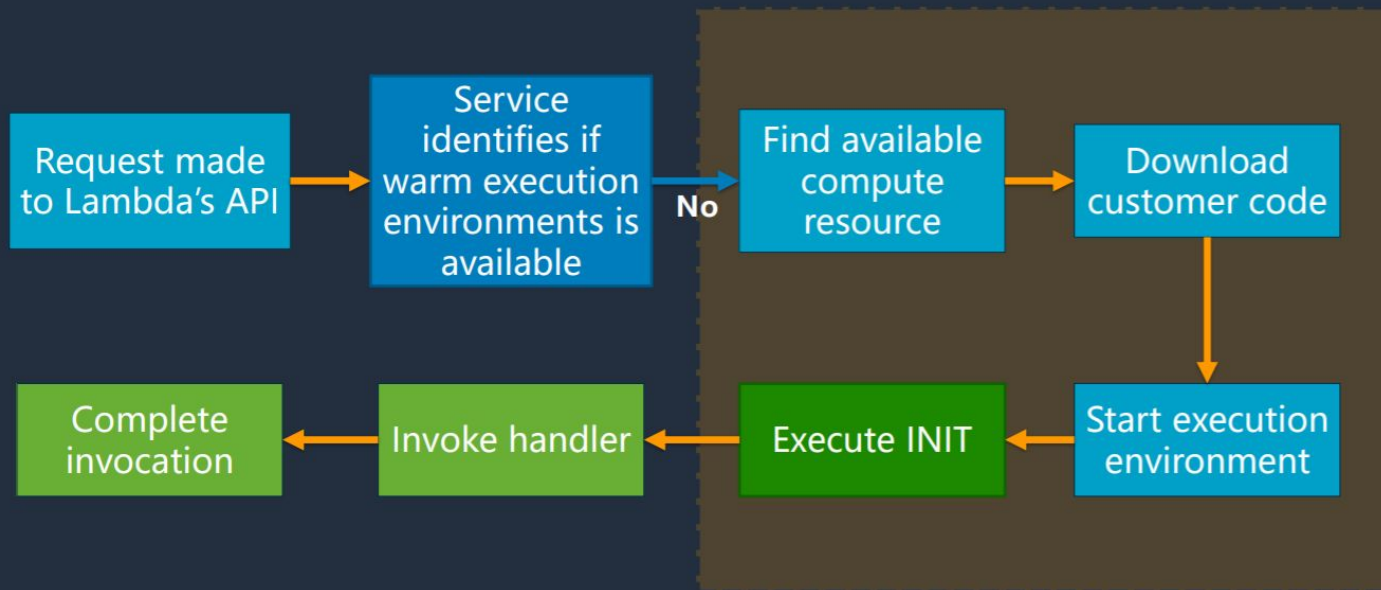 Request made
to Lambda's API
Service
identifies if
warm execution
environments is
available
No
Find available
compute
resource
Download
customer code
Start execution
environment
Execute INIT
Invoke handler
Complete
invocation